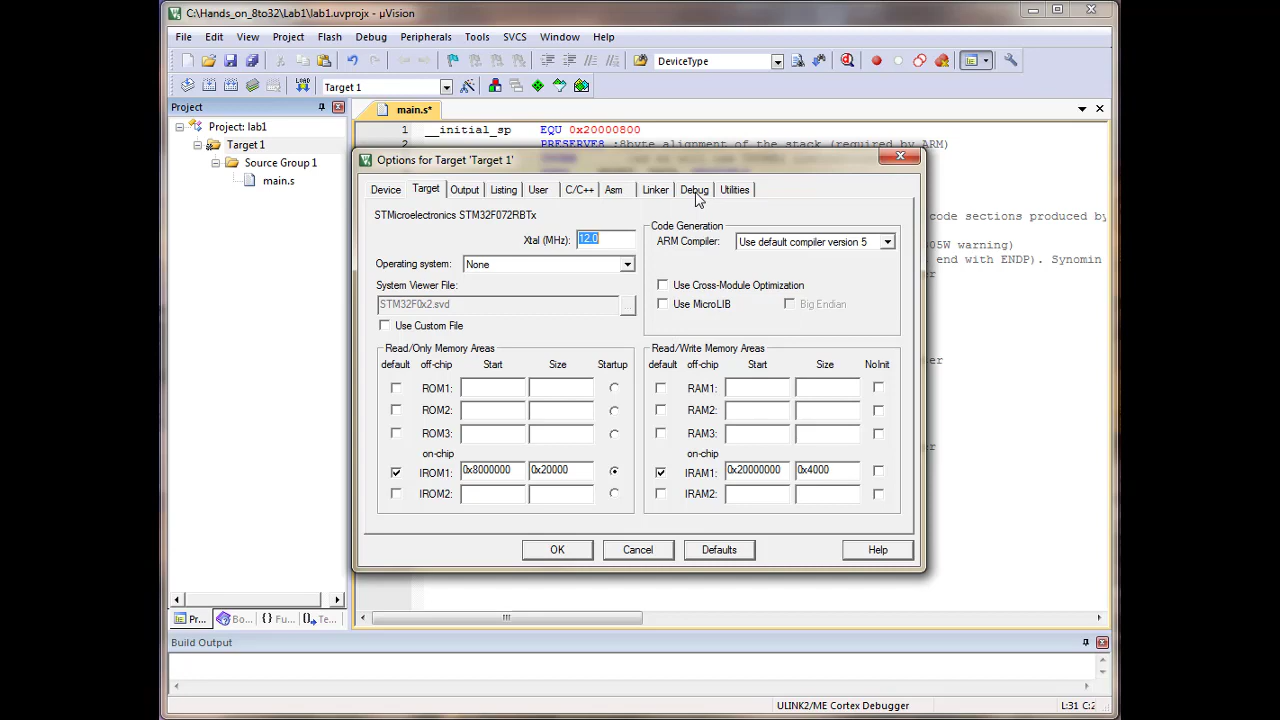 C:\Hands_on_8to32\Lab1\lab1.uvprojx - µVision
File Edit View Project Flash Debug Peripherals Tools SVCS Window Help
DeviceType
LOAD Target 1
Project
main.s*
Project: lab1
Target 1
Source Group 1
main.s
1 __initial_sp EQU 0x20000800
2 PRESERVE8 ;8byte alignment of the stack (required by ARM)
code sections produced by
05W warning)
end with ENDP). Synomin
Options for Target 'Target 1'
Device Target Output Listing User C/C++ Asm Linker Debug Utilities
STMicroelectronics STM32F072RBTx
Xtal (MHz): 12.0
Operating system: None
System Viewer File:
STM32F0x2.svd ...
Use Custom File
Code Generation
ARM Compiler: Use default compiler version 5
Use Cross-Module Optimization
Use MicroLIB Big Endian
Read/Only Memory Areas
default off-chip Start Size Startup
ROM1:
ROM2:
ROM3:
on-chip
IROM1: 0x8000000 0x20000
IROM2:
Read/Write Memory Areas
default off-chip Start Size NoInit
RAM1:
RAM2:
RAM3:
on-chip
IRAM1: 0x20000000 0x4000
IRAM2:
OK Cancel Defaults Help
Pr... Bo... {} Fu... Te...
Build Output
ULINK2/ME Cortex Debugger L:31 C:2